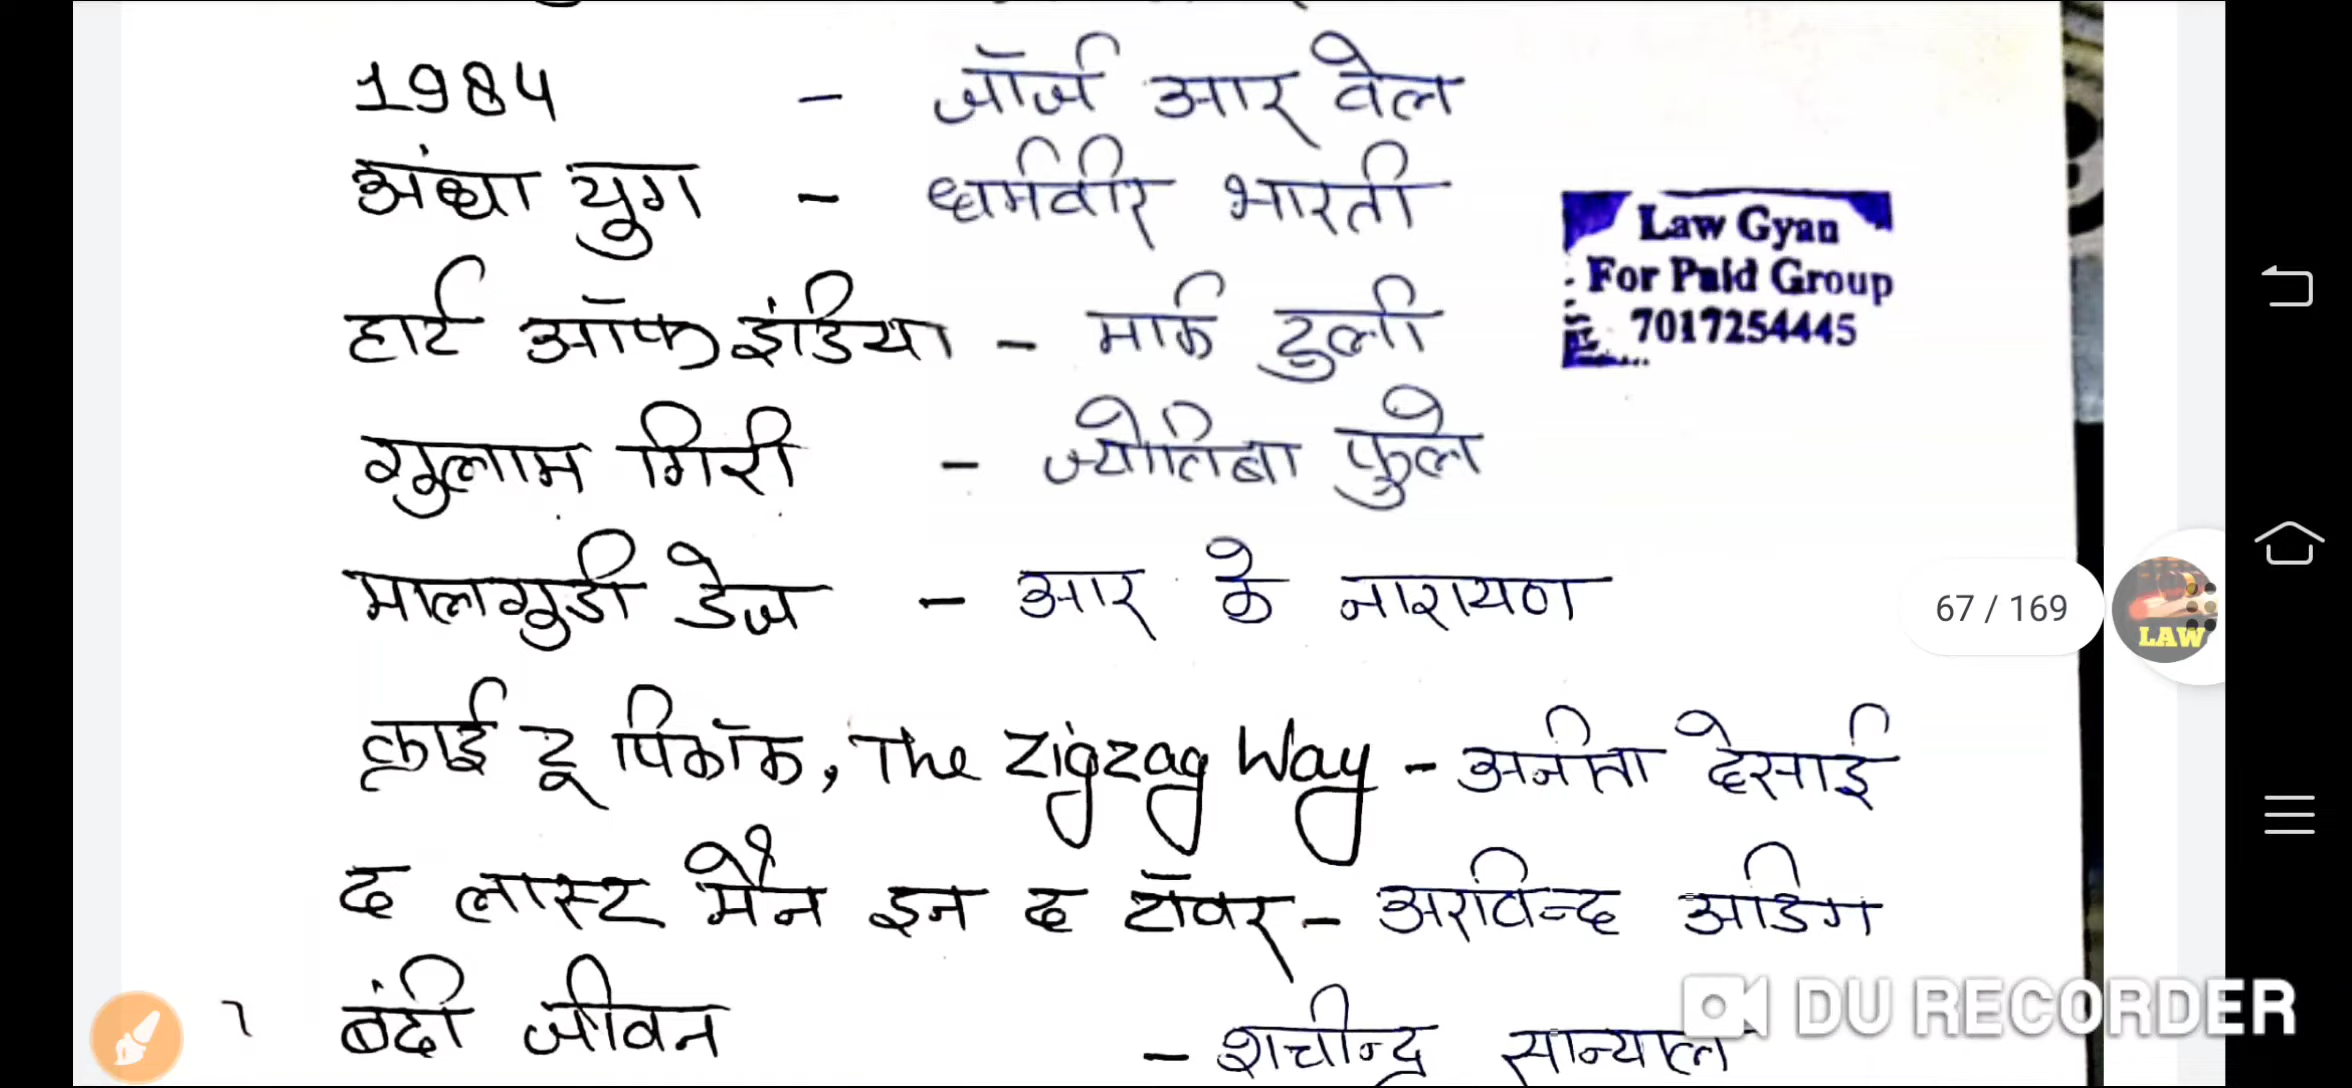 1984 - जॉर्ज आर वेल
अंधा युग - धर्मवीर भारती
Law Gyan
For Paid Group
7017254445
हार्ट ऑफ इंडिया - मार्क टुली
गुलाम गिरी - ज्योतिबा फुले
मालगुडी डेज - आर के नारायण
67 / 169
LAW
क्राई टू पिकॉक, The Zigzag Way - अनीता देसाई
द लास्ट मैन इन द टॉवर - अरविन्द अडिग
बंदी जीवन - शचीन्द्र सान्याल
DU RECORDER